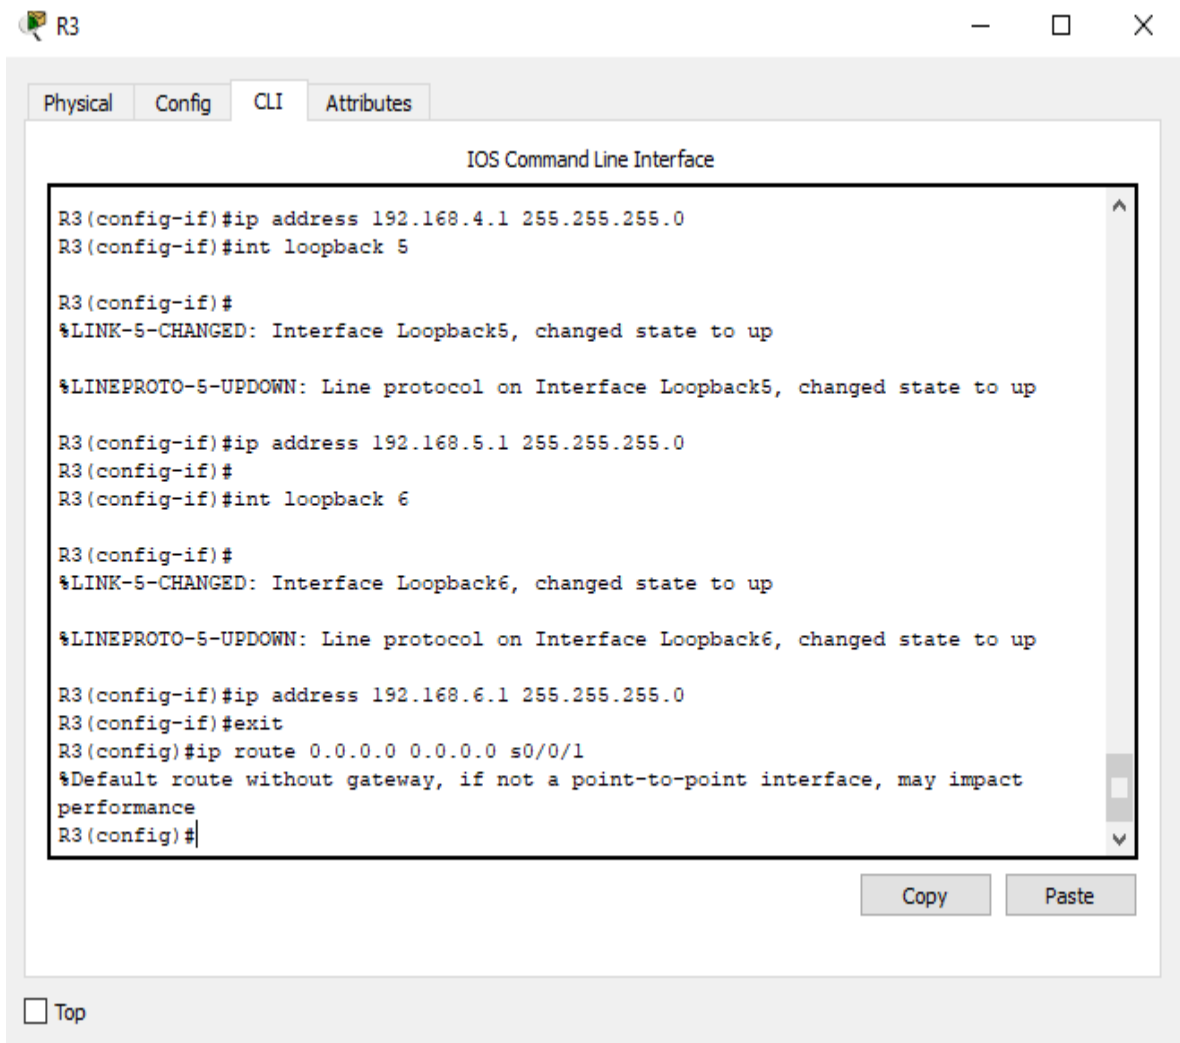 R3
Physical
Config
CLI
Attributes
IOS Command Line Interface
R3(config-if)#ip address 192.168.4.1 255.255.255.0
R3(config-if)#int loopback 5
R3(config-if)#
%LINK-5-CHANGED: Interface Loopback5, changed state to up
%LINEPROTO-5-UPDOWN: Line protocol on Interface Loopback5, changed state to up
R3(config-if)#ip address 192.168.5.1 255.255.255.0
R3(config-if)#
R3(config-if)#int loopback 6
R3(config-if)#
%LINK-5-CHANGED: Interface Loopback6, changed state to up
%LINEPROTO-5-UPDOWN: Line protocol on Interface Loopback6, changed state to up
R3(config-if)#ip address 192.168.6.1 255.255.255.0
R3(config-if)#exit
R3(config)#ip route 0.0.0.0 0.0.0.0 s0/0/1
%Default route without gateway, if not a point-to-point interface, may impact
performance
R3(config)#
Copy
Paste
Top